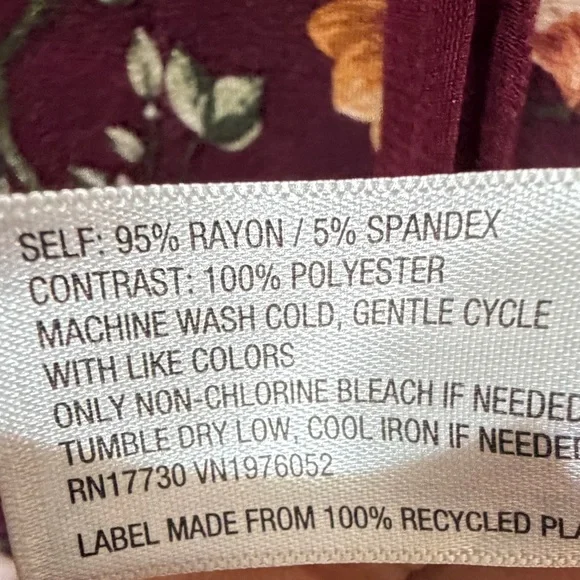 SELF: 95% RAYON / 5% SPANDEX
CONTRAST: 100% POLYESTER
MACHINE WASH COLD, GENTLE CYCLE
WITH LIKE COLORS
ONLY NON-CHLORINE BLEACH IF NEEDED
TUMBLE DRY LOW, COOL IRON IF NEEDED
RN17730 VN1976052
LABEL MADE FROM 100% RECYCLED